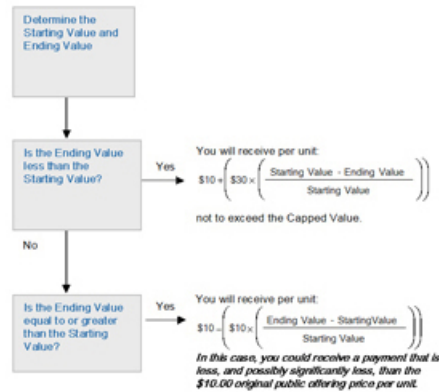 Determine the
Starting Value and
Ending Value
Is the Ending Value
less than the
Starting Value?
Yes
You will receive per unit:
$10 + ( $30 × ( Starting Value - Ending Value
Starting Value ) )
not to exceed the Capped Value.
No
Is the Ending Value
equal to or greater
than the Starting
Value?
Yes
You will receive per unit:
$10 – ( $10 × ( Ending Value - StartingValue
Starting Value ) )
In this case, you could receive a payment that is
less, and possibly significantly less, than the
$10.00 original public offering price per unit.